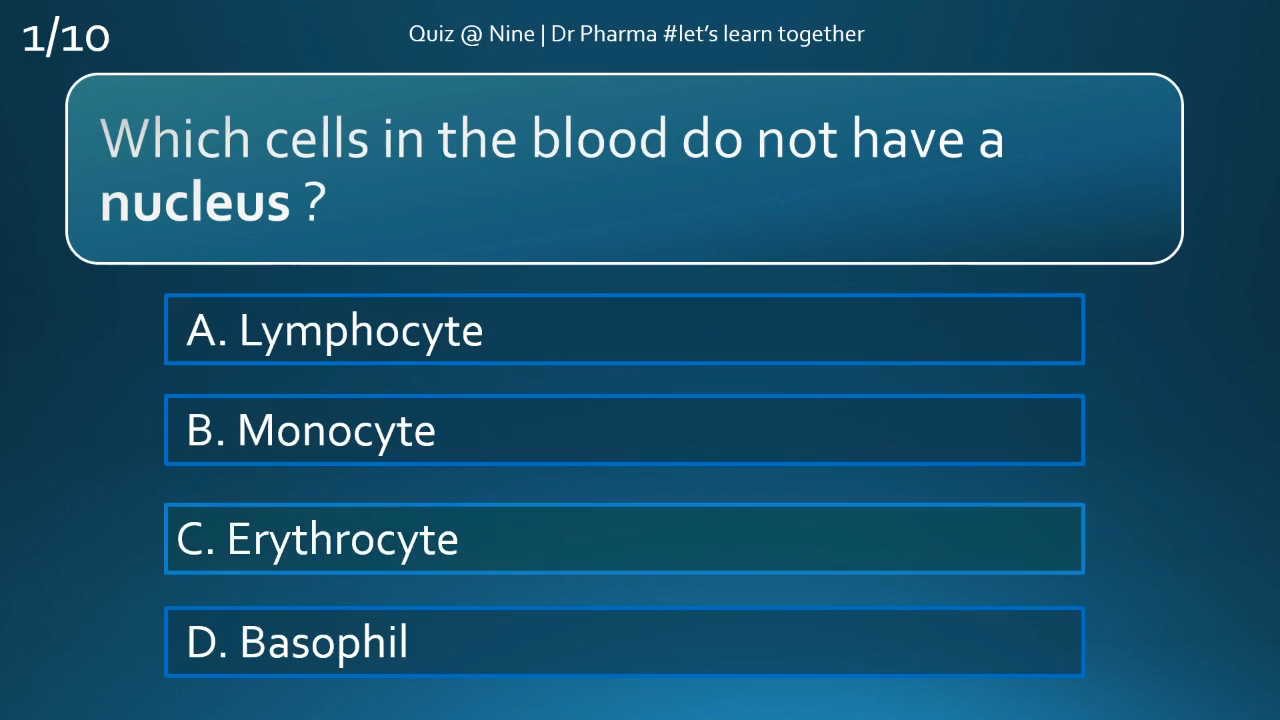 1/10
Quiz @ Nine | Dr Pharma #let’s learn together
Which cells in the blood do not have a
nucleus ?
A. Lymphocyte
B. Monocyte
C. Erythrocyte
D. Basophil